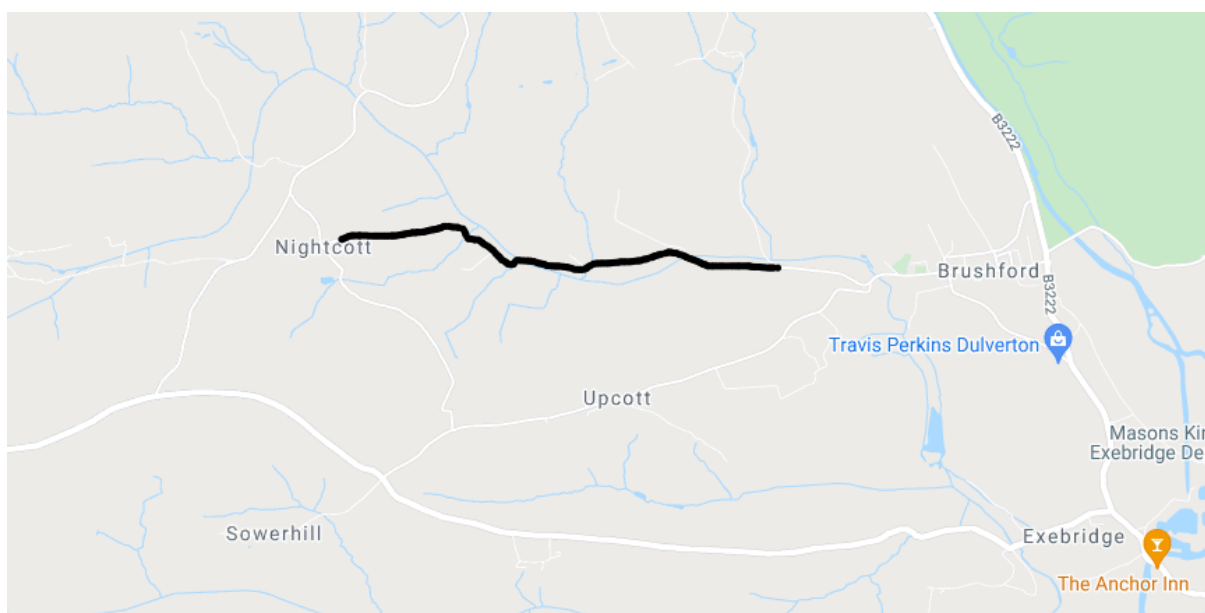 B3222
Nightcott
Brushford
B3222
Travis Perkins Dulverton
Upcott
Masons Kin
Exebridge De
Sowerhill
Exebridge
The Anchor Inn